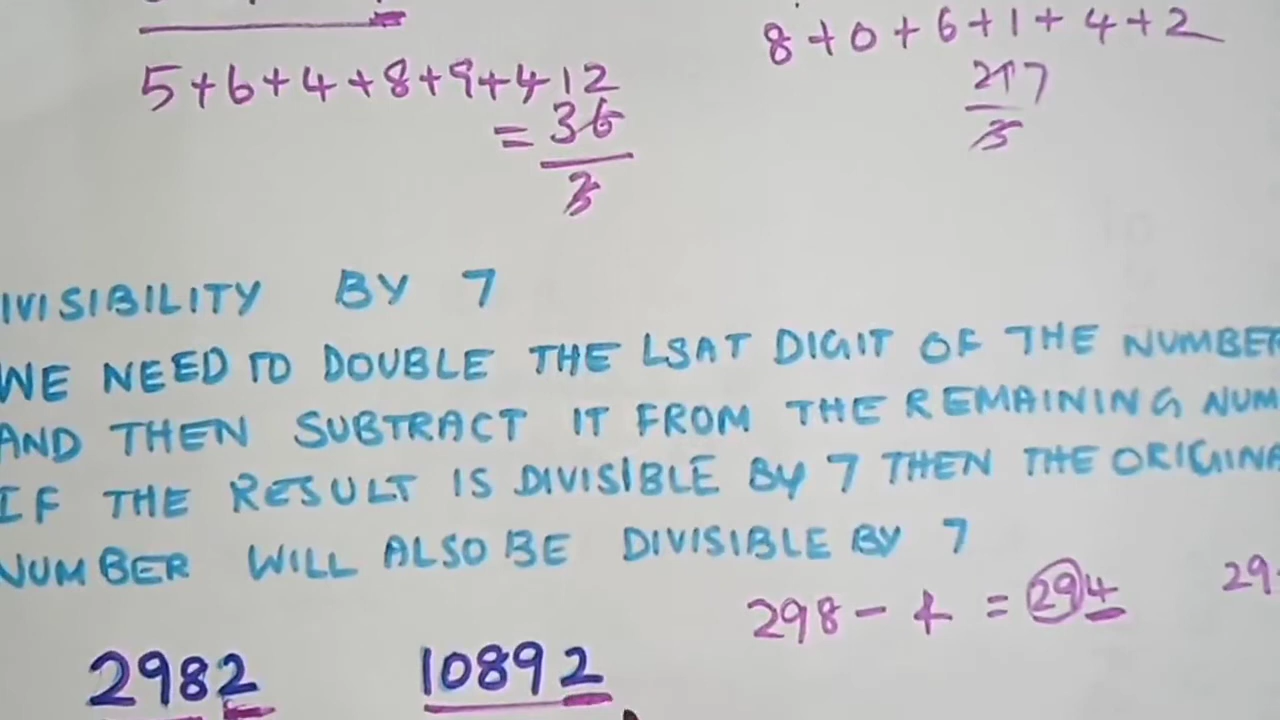 5+6+4+8+9+412
= 36
3
8+0+6+1+4+2
217
3
IVISIBILITY BY 7
WE NEED TO DOUBLE THE LSAT DIGIT OF THE NUMBER
AND THEN SUBTRACT IT FROM THE REMAINING NUM
IF THE RESULT IS DIVISIBLE BY 7 THEN THE ORIGINA
NUMBER WILL ALSO BE DIVISIBLE BY 7
298 - 4 = 294 29
2982 10892